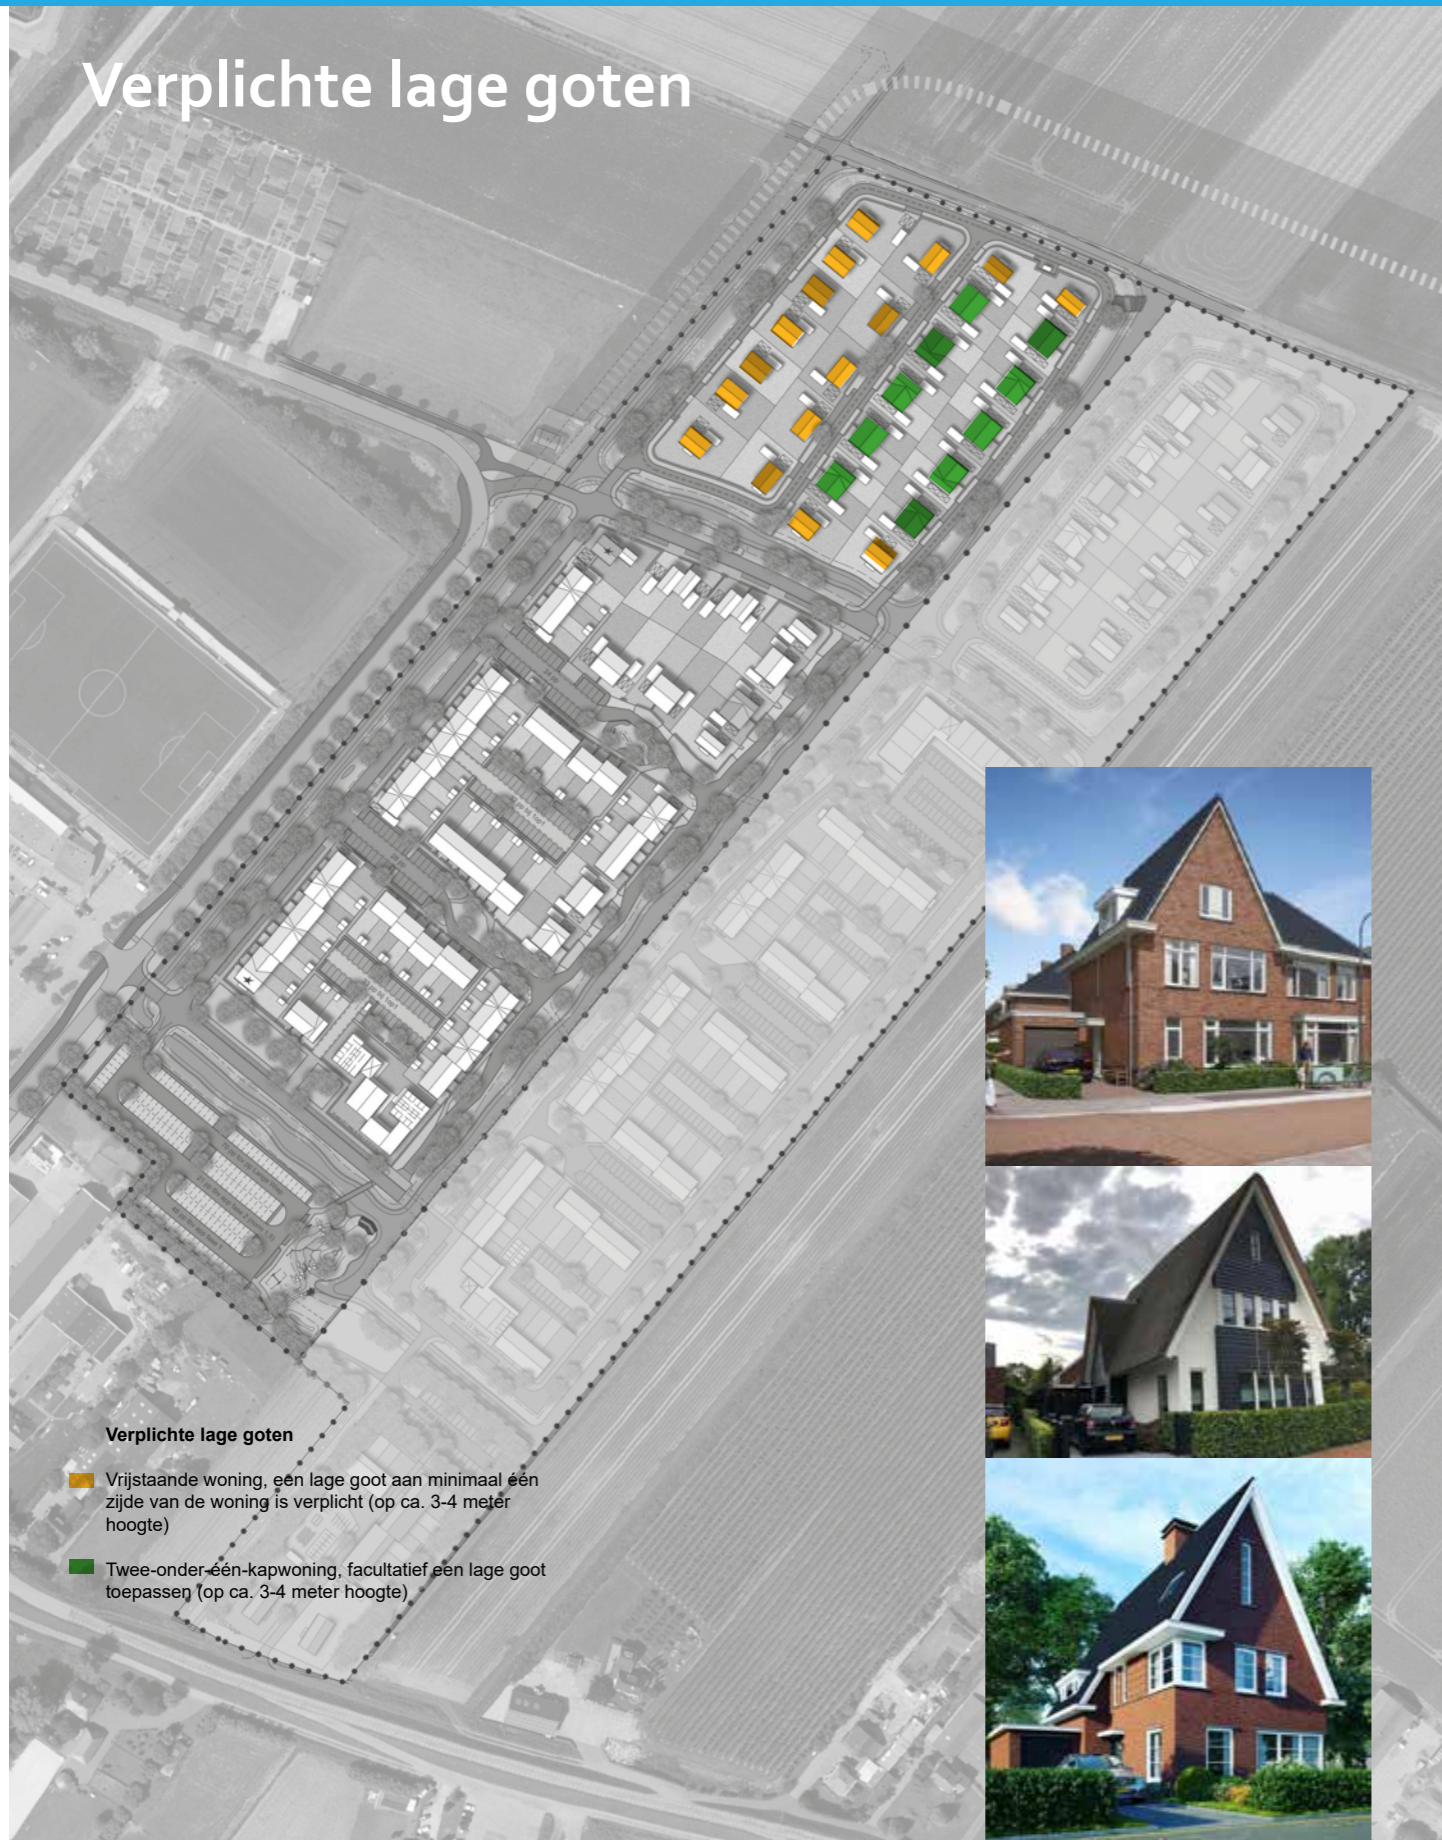 Verplichte lage goten
Verplichte lage goten
Vrijstaande woning, een lage goot aan minimaal één
zijde van de woning is verplicht (op ca. 3-4 meter
hoogte)
Twee-onder-één-kapwoning, facultatief een lage goot
toepassen (op ca. 3-4 meter hoogte)